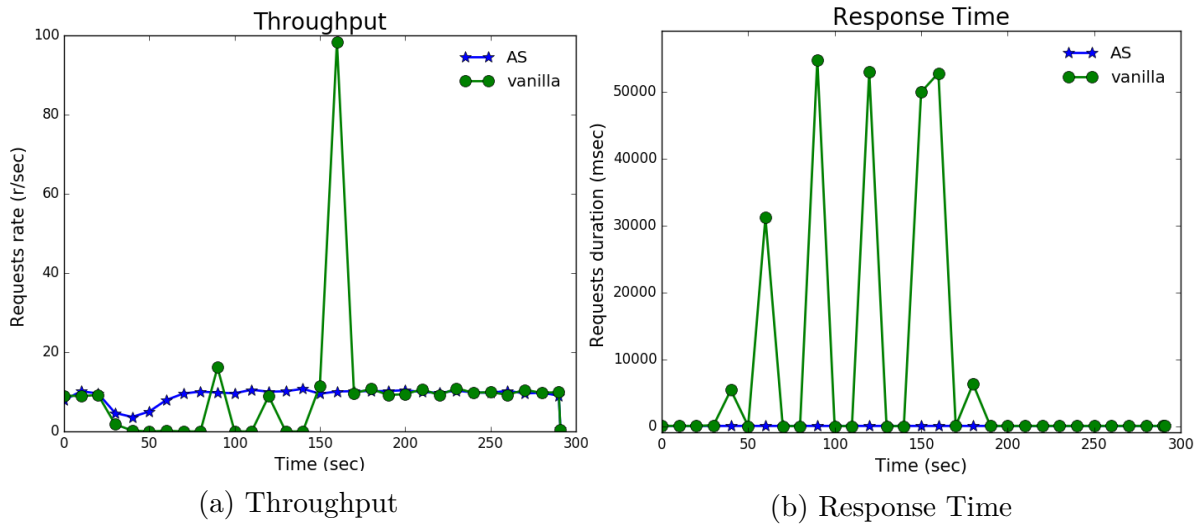 Throughput
100
80
60
40
20
0
Requests rate (r/sec)
AS
vanilla
0 50 100 150 200 250 300
Time (sec)
(a) Throughput
Response Time
50000
40000
30000
20000
10000
0
Requests duration (msec)
AS
vanilla
0 50 100 150 200 250 300
Time (sec)
(b) Response Time